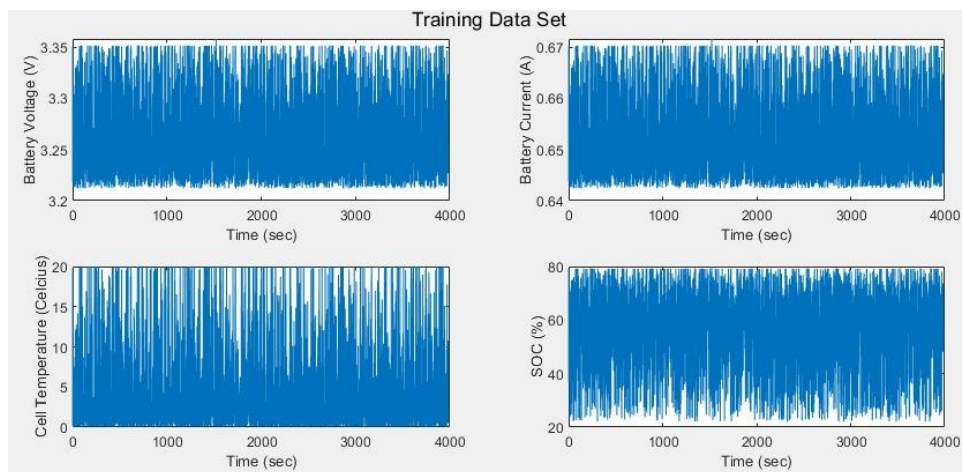 Training Data Set
Battery Voltage (V)
3.35
3.3
3.25
3.2
0 1000 2000 3000 4000
Time (sec)
Battery Current (A)
0.67
0.66
0.65
0.64
0 1000 2000 3000 4000
Time (sec)
Cell Temperature (Celcius)
20
15
10
5
0
0 1000 2000 3000 4000
Time (sec)
SOC (%)
80
60
40
20
0 1000 2000 3000 4000
Time (sec)